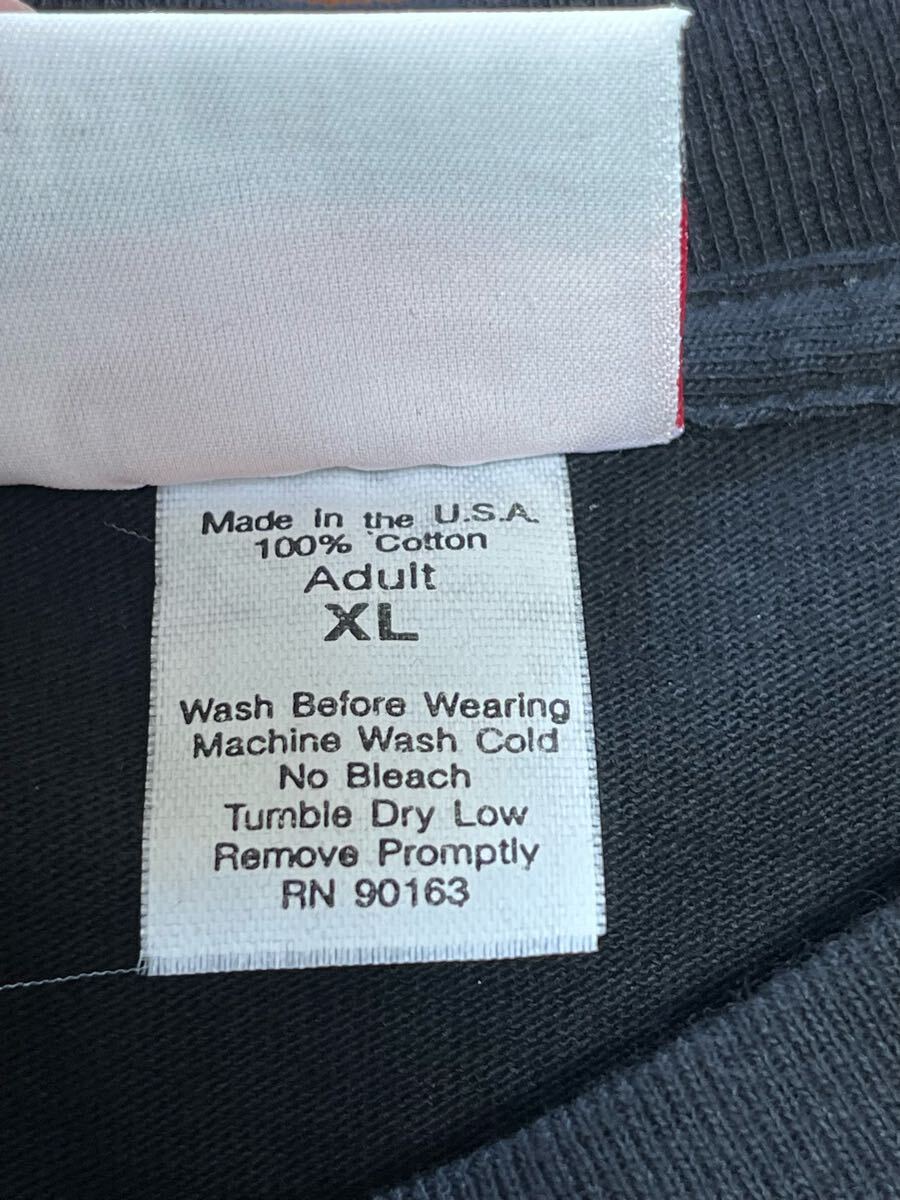 Made in the U.S.A.
100% Cotton
Adult
XL
Wash Before Wearing
Machine Wash Cold
No Bleach
Tumble Dry Low
Remove Promptly
RN 90163